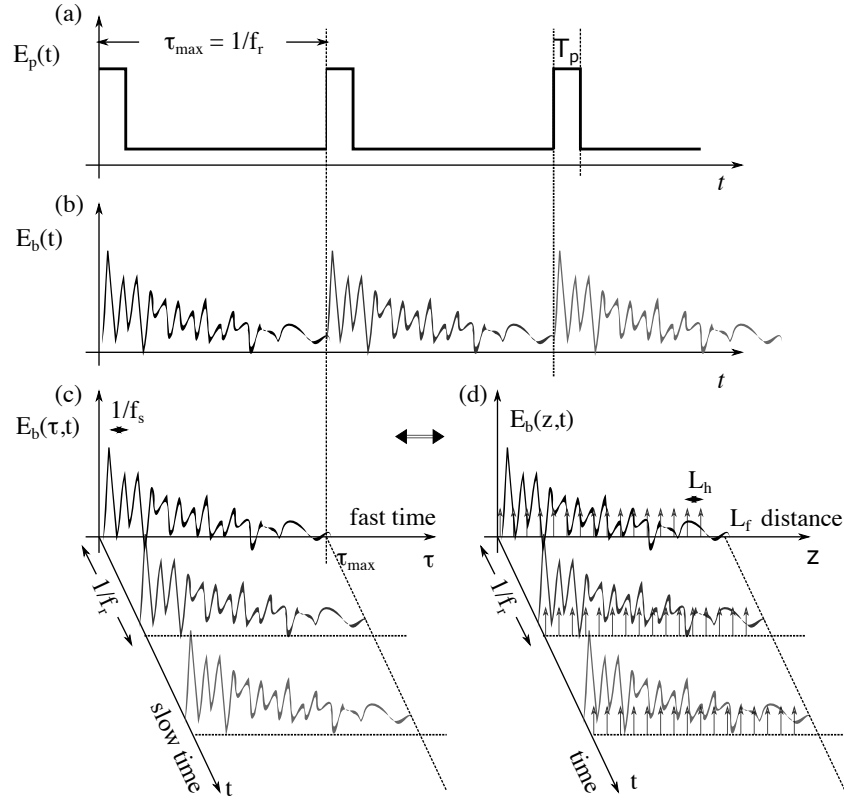 (a)
E_p(t)
τ_max = 1/f_r
T_p
t
(b)
E_b(t)
t
(c)
1/f_s
E_b(τ,t)
fast time
τ_max
τ
1/f_r
slow time
t
(d)
E_b(z,t)
L_h
L_f distance
z
1/f_r
time
t